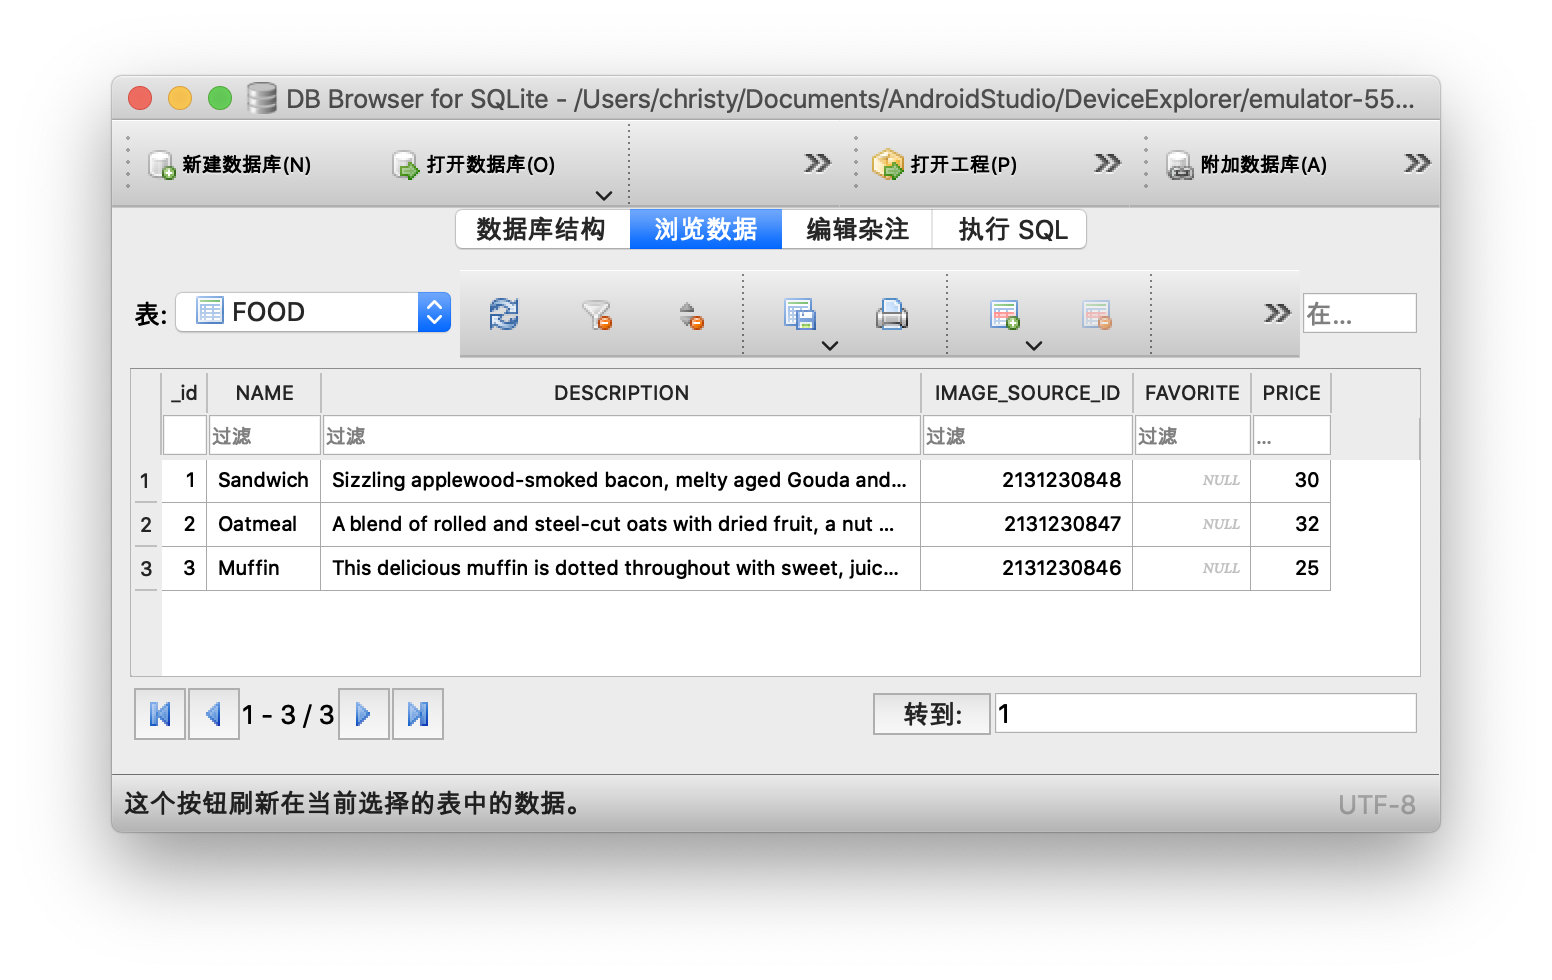 DB Browser for SQLite - /Users/christy/Documents/AndroidStudio/DeviceExplorer/emulator-55...
新建数据库(N) 打开数据库(O) 打开工程(P) 附加数据库(A)
数据库结构 浏览数据 编辑杂注 执行 SQL
表: FOOD 在...
_id NAME DESCRIPTION IMAGE_SOURCE_ID FAVORITE PRICE
过滤 过滤 过滤 过滤 ...
1 1 Sandwich Sizzling applewood-smoked bacon, melty aged Gouda and... 2131230848 NULL 30
2 2 Oatmeal A blend of rolled and steel-cut oats with dried fruit, a nut ... 2131230847 NULL 32
3 3 Muffin This delicious muffin is dotted throughout with sweet, juic... 2131230846 NULL 25
1 - 3 / 3 转到: 1
这个按钮刷新在当前选择的表中的数据。 UTF-8